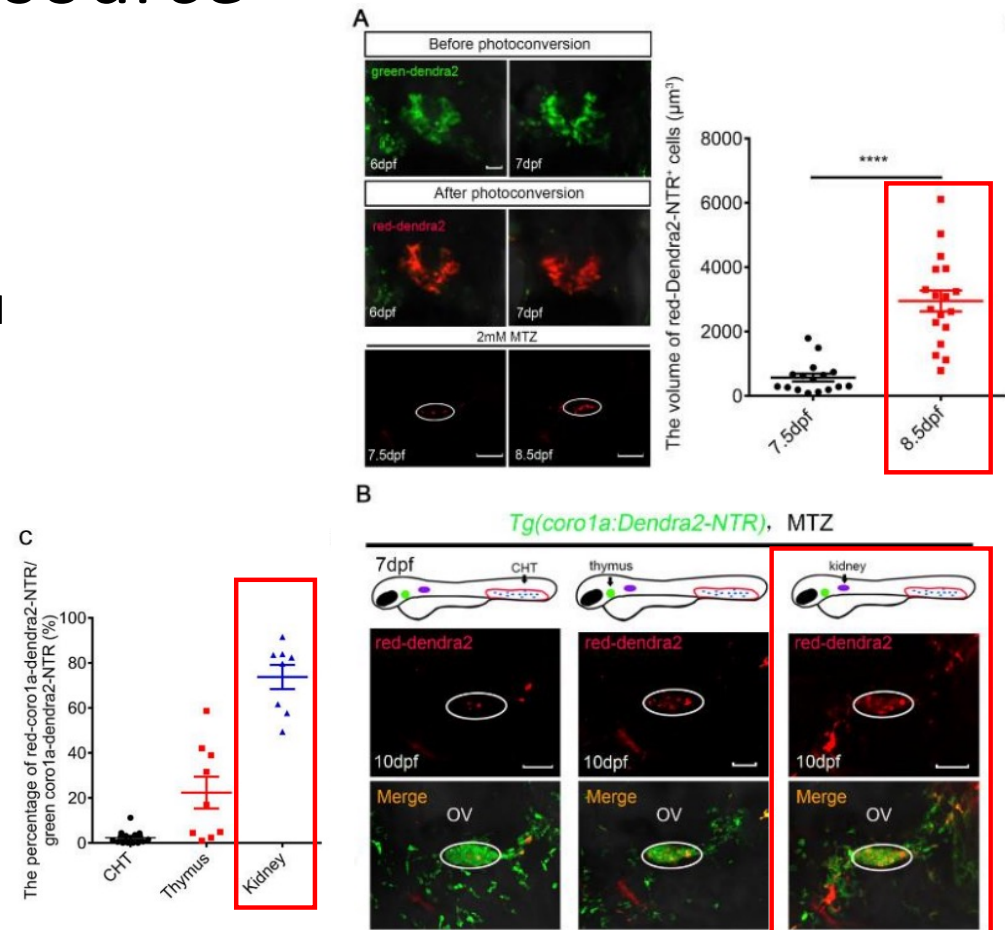 A
Before photoconversion
green-dendra2
6dpf
7dpf
After photoconversion
red-dendra2
6dpf
7dpf
2mM MTZ
7.5dpf
8.5dpf
The volume of red-Dendra2-NTR⁺ cells (μm³)
8000
6000
4000
2000
0
****
7.5dpf
8.5dpf
B
Tg(coro1a:Dendra2-NTR), MTZ
7dpf
CHT
thymus
kidney
red-dendra2
red-dendra2
red-dendra2
10dpf
10dpf
10dpf
Merge
OV
Merge
OV
Merge
OV
C
The percentage of red-coro1a-dendra2-NTR/
green coro1a-dendra2-NTR (%)
100
80
60
40
20
0
CHT
Thymus
Kidney